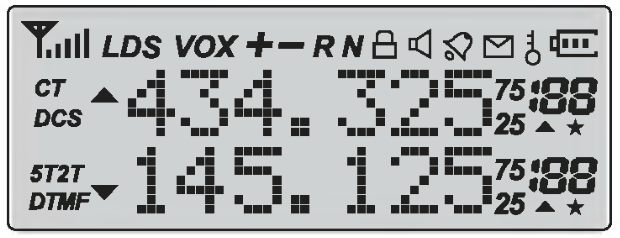 LDS VOX +- R N
CT 434.325 75 :88
DCS 25
5T2T 145.125 75 :88
DTMF 25